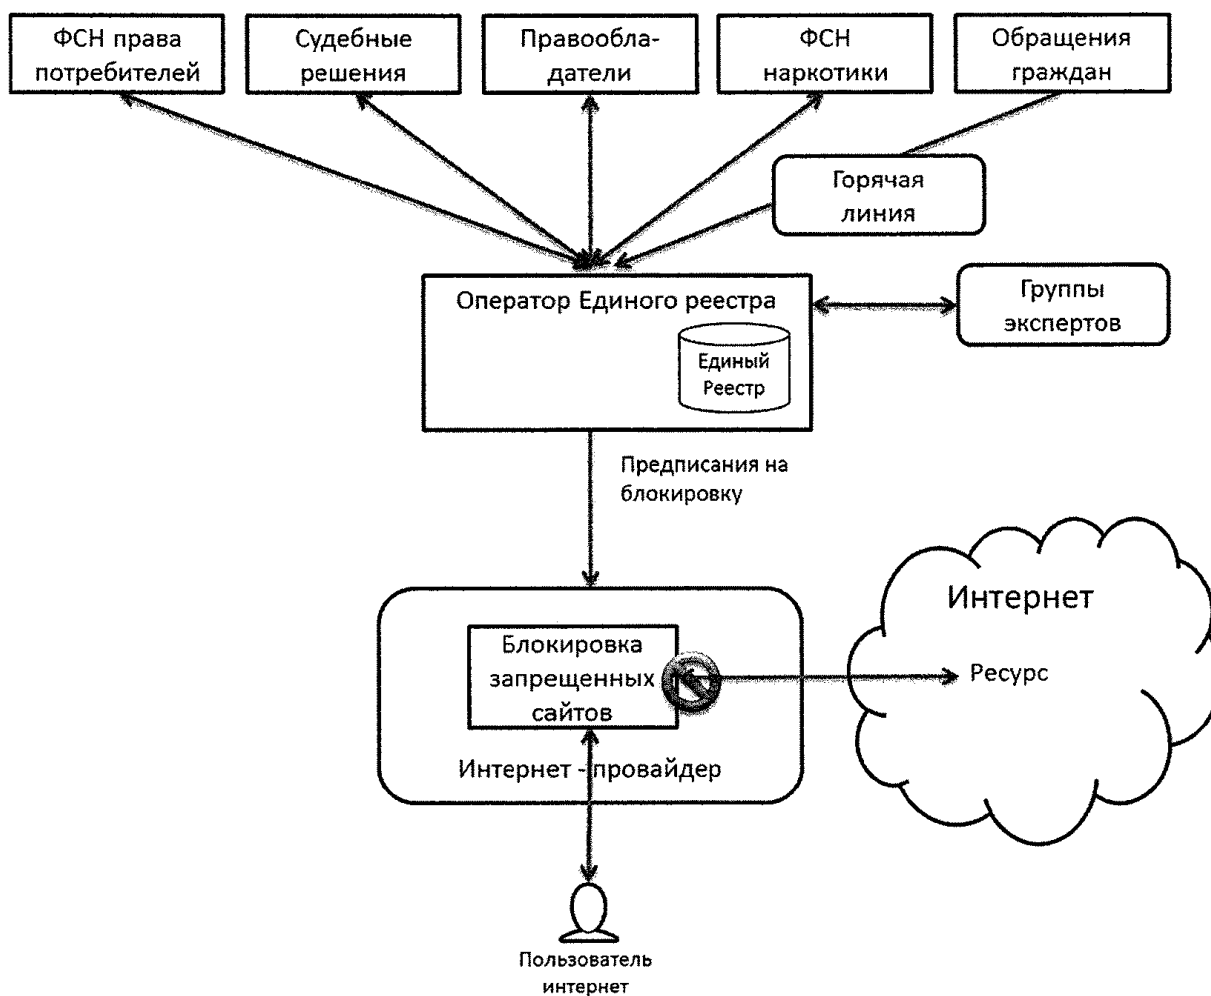 ФСН права
потребителей
Судебные
решения
Правообла-
датели
ФСН
наркотики
Обращения
граждан
Горячая
линия
Оператор Единого реестра
Единый
Реестр
Группы
экспертов
Предписания на
блокировку
Интернет
Ресурс
Блокировка
запрещенных
сайтов
Интернет - провайдер
Пользователь
интернет